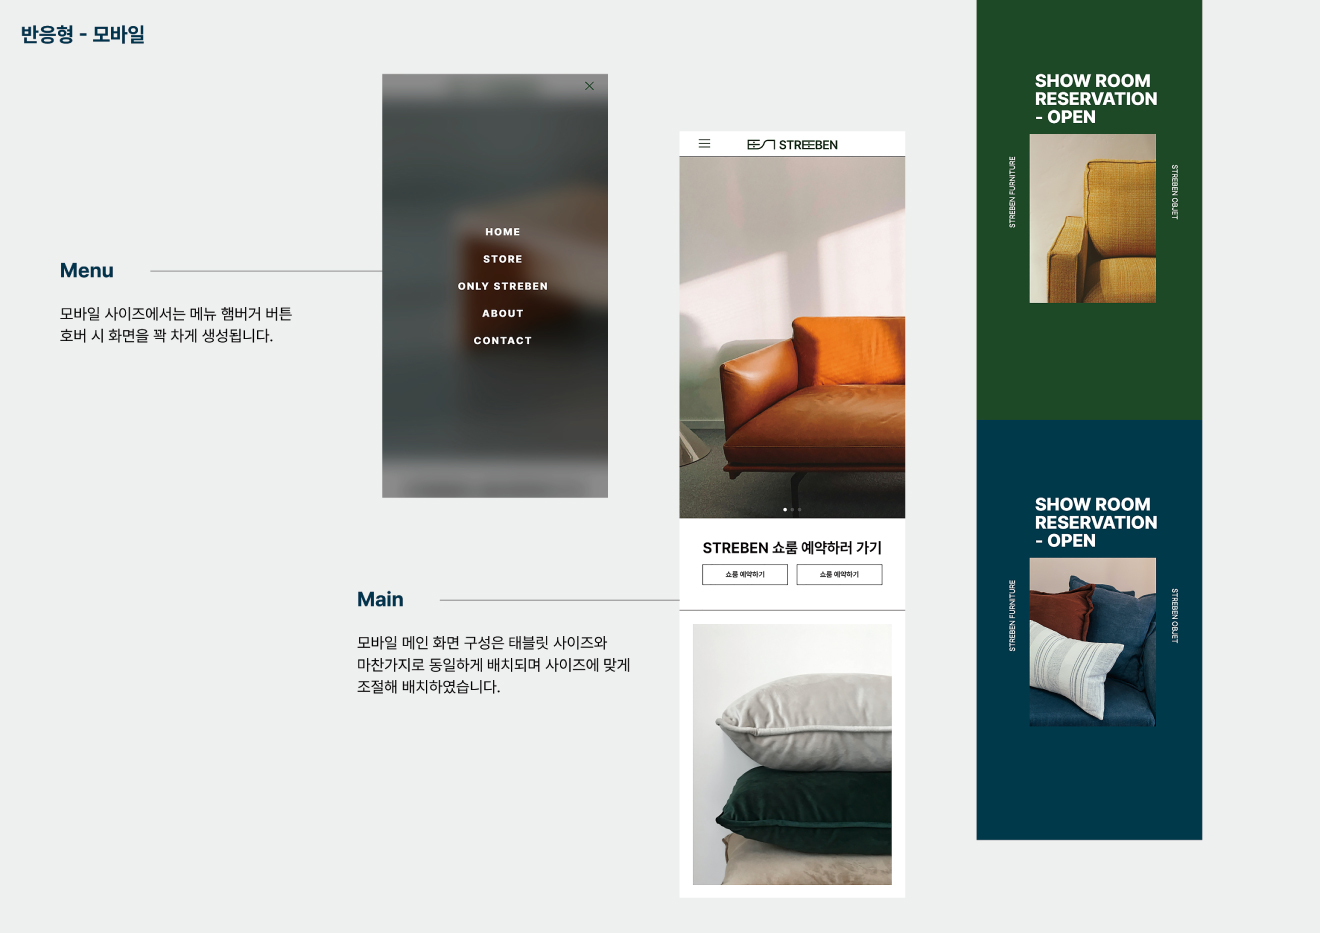 반응형 - 모바일
Menu
모바일 사이즈에서는 메뉴 햄버거 버튼
호버 시 화면을 꽉 차게 생성됩니다.
HOME
STORE
ONLY STREBEN
ABOUT
CONTACT
Main
모바일 메인 화면 구성은 태블릿 사이즈와
마찬가지로 동일하게 배치되며 사이즈에 맞게
조절해 배치하였습니다.
STREBEN
STREBEN 쇼룸 예약하러 가기
쇼룸 예약하기
쇼룸 예약하기
SHOW ROOM
RESERVATION
- OPEN
STREBEN FURNITURE
STREBEN OBJET
SHOW ROOM
RESERVATION
- OPEN
STREBEN FURNITURE
STREBEN OBJET